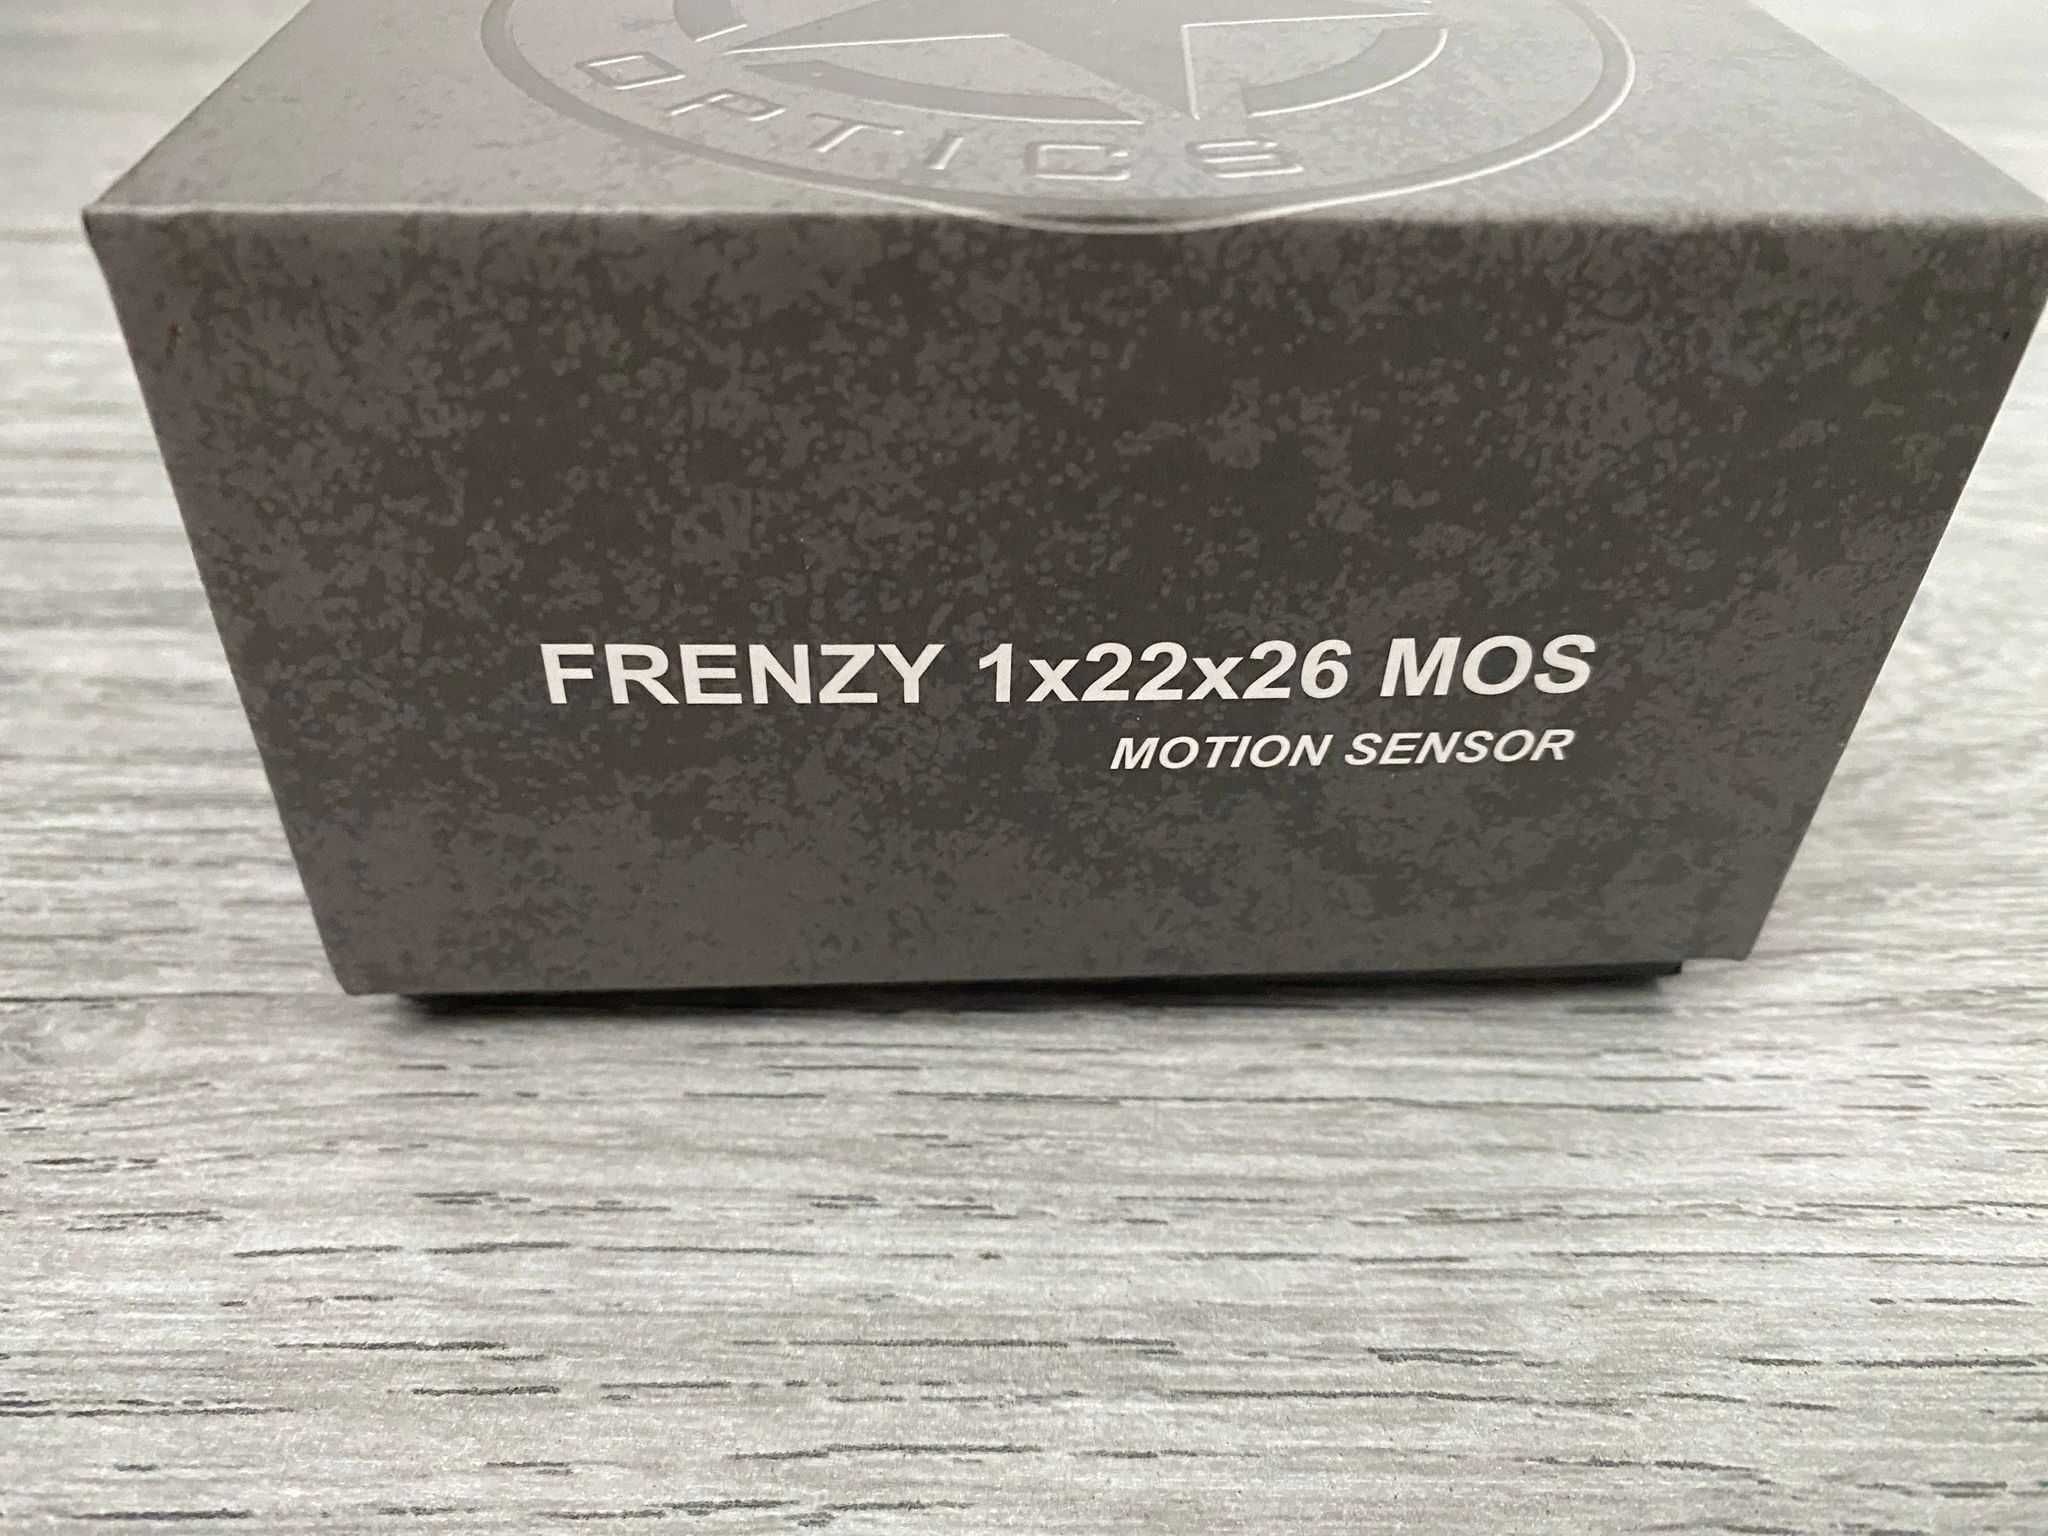 OPTICS
FRENZY 1x22x26 MOS
MOTION SENSOR